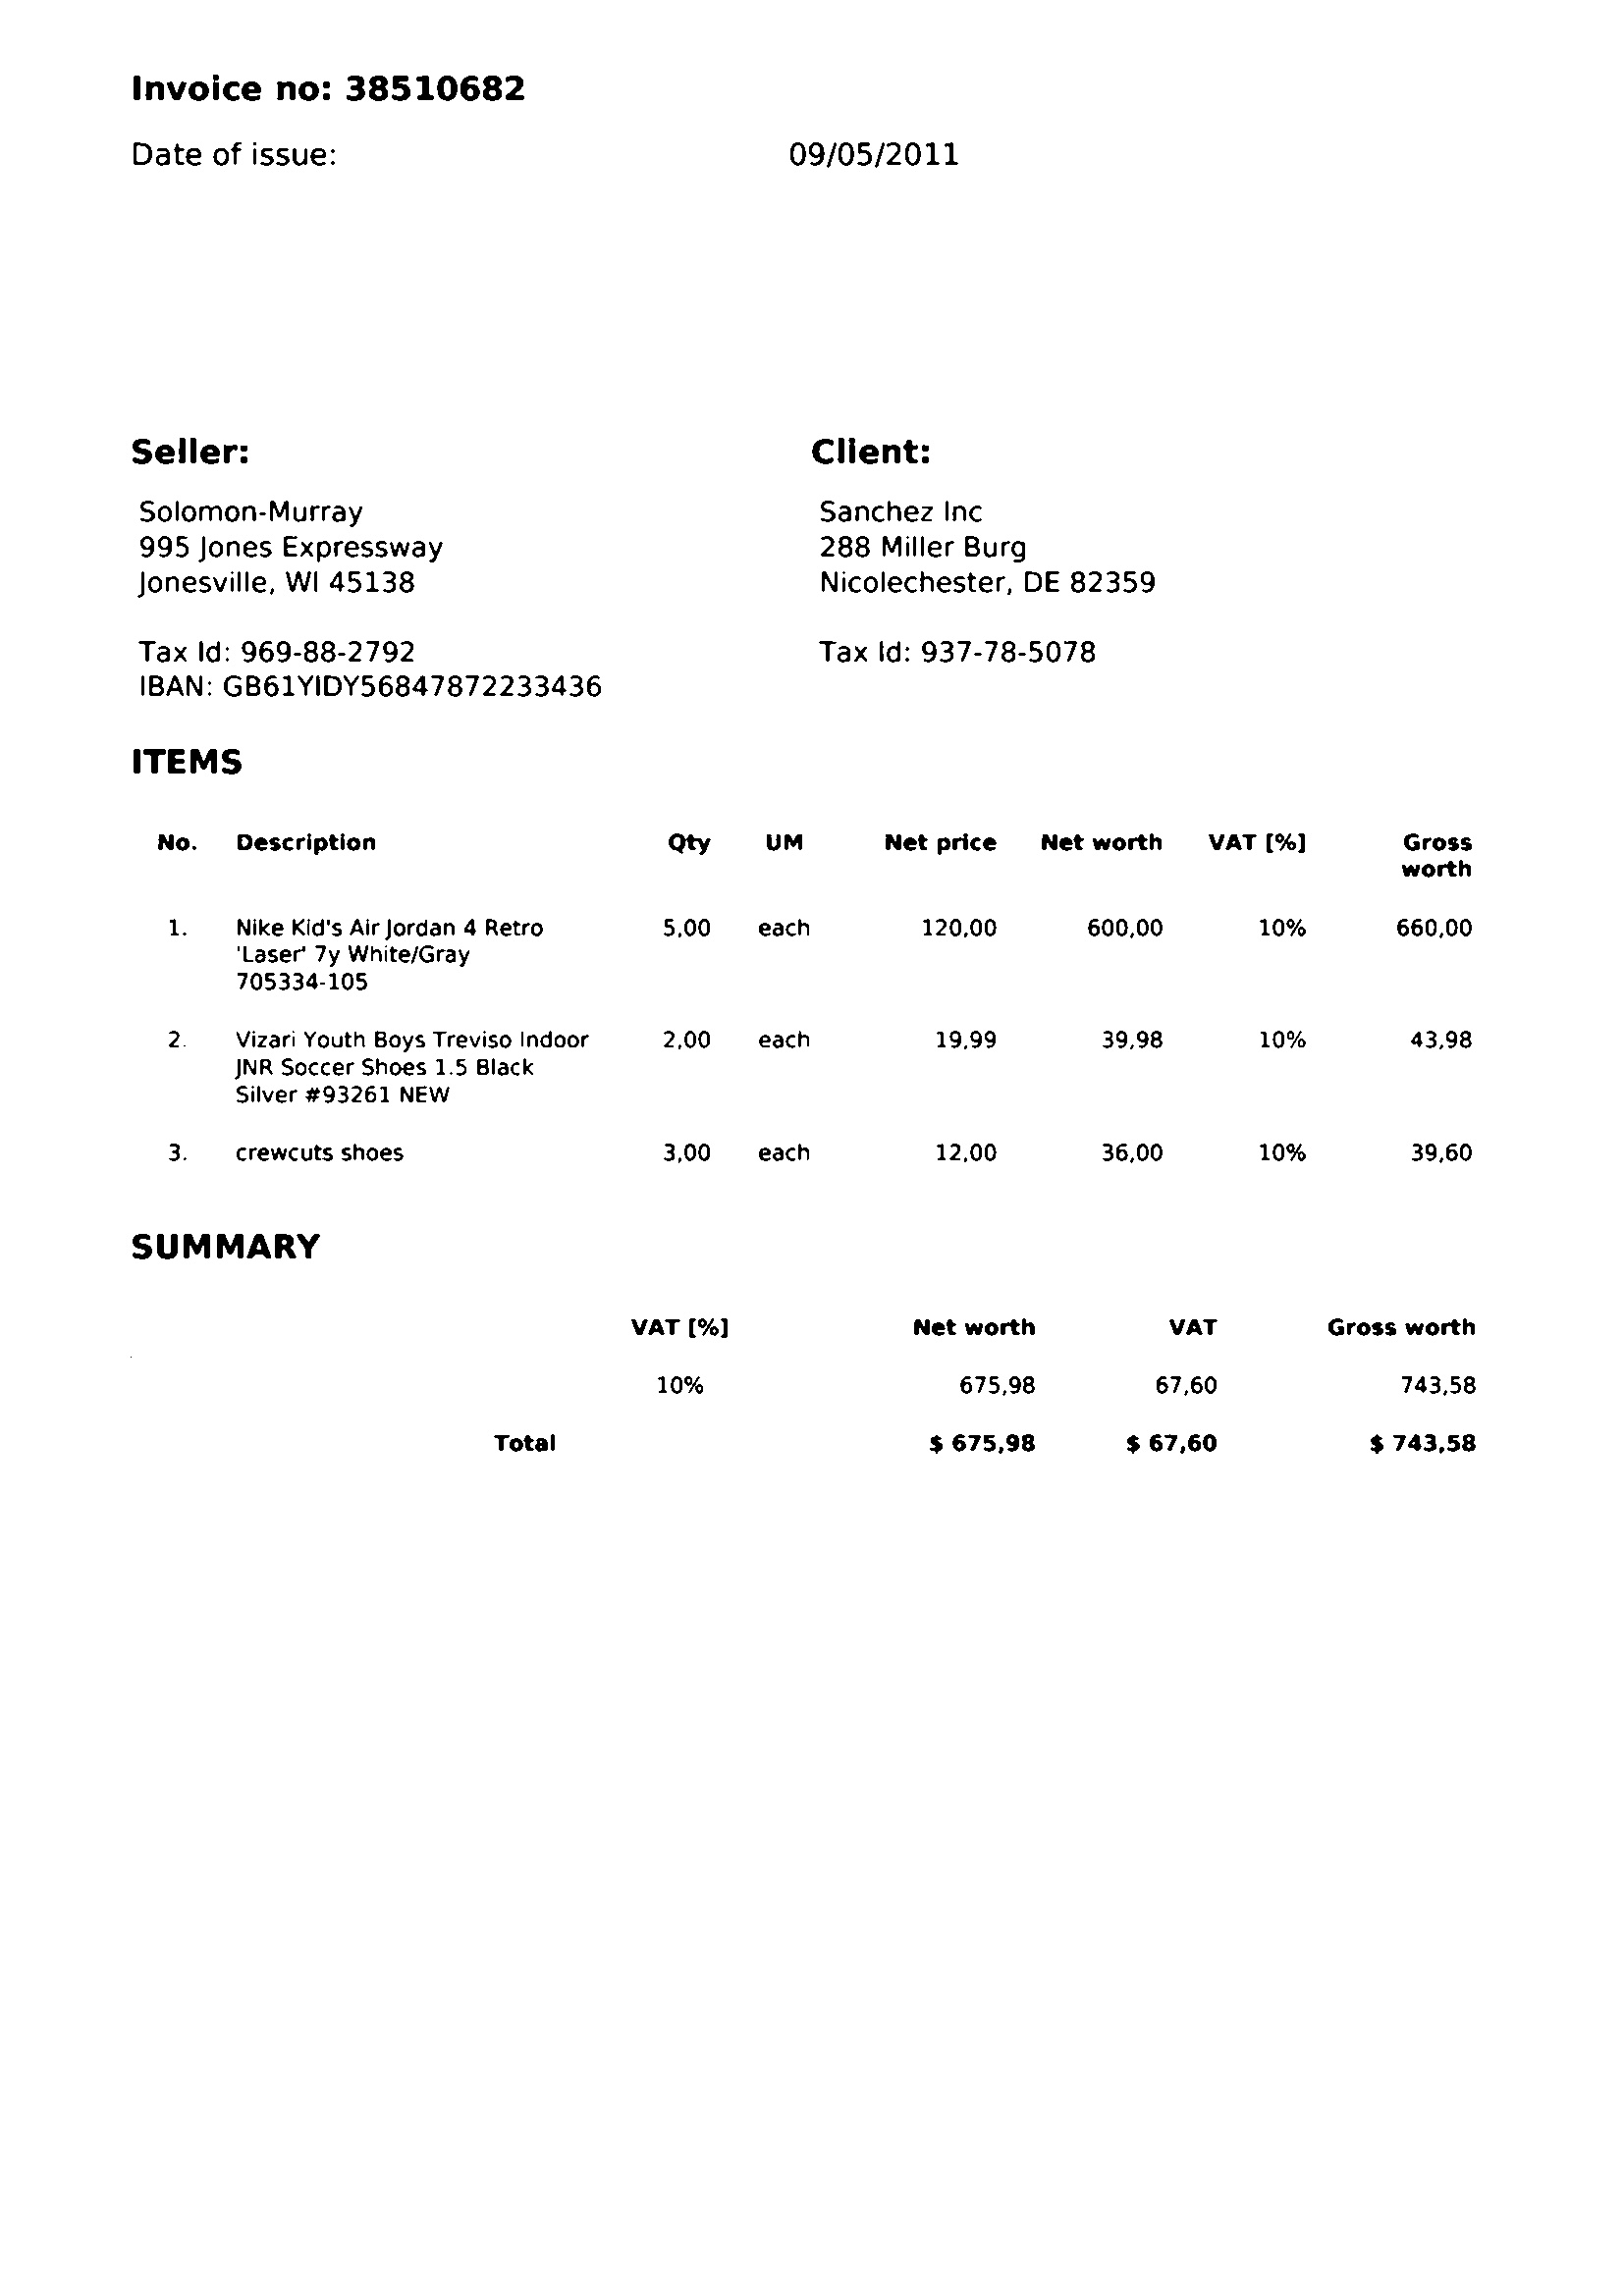 Invoice no: 38510682
Date of issue: 09/05/2011
Seller:
Solomon-Murray
995 Jones Expressway
Jonesville, WI 45138
Tax Id: 969-88-2792
IBAN: GB61YIDY56847872233436
Client:
Sanchez Inc
288 Miller Burg
Nicolechester, DE 82359
Tax Id: 937-78-5078
ITEMS
No. Description Qty UM Net price Net worth VAT [%] Gross
worth
1. Nike Kid's Air Jordan 4 Retro 5,00 each 120,00 600,00 10% 660,00
'Laser' 7y White/Gray
705334-105
2. Vizari Youth Boys Treviso Indoor 2,00 each 19,99 39,98 10% 43,98
JNR Soccer Shoes 1.5 Black
Silver #93261 NEW
3. crewcuts shoes 3,00 each 12,00 36,00 10% 39,60
SUMMARY
VAT [%] Net worth VAT Gross worth
10% 675,98 67,60 743,58
Total $ 675,98 $ 67,60 $ 743,58